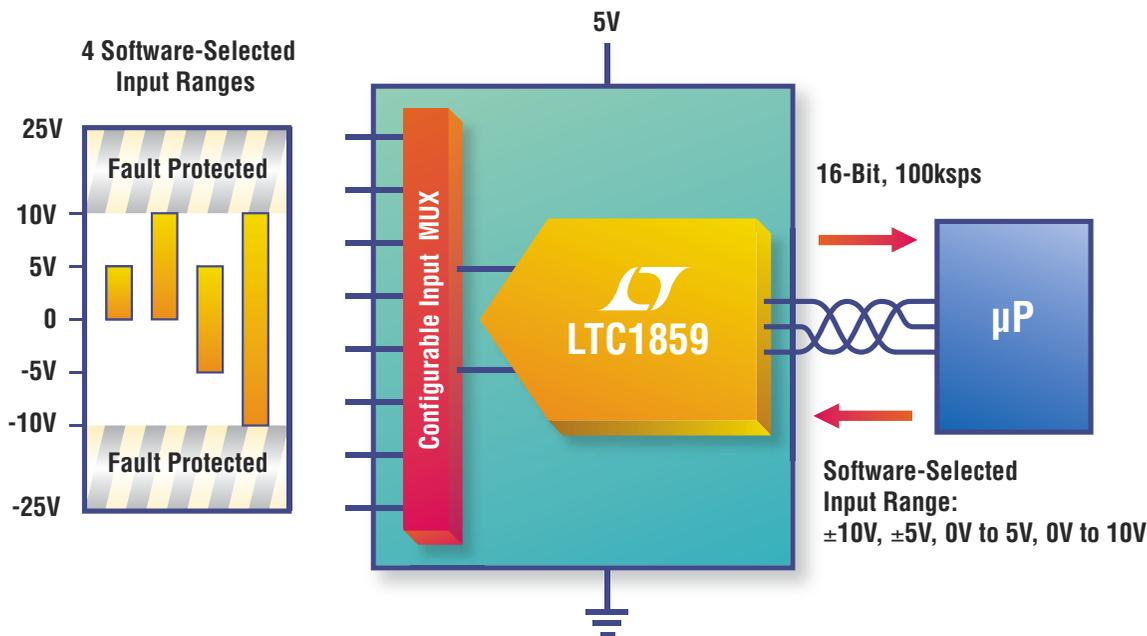 5V
4 Software-Selected
Input Ranges
25V
Fault Protected
10V
5V
0
-5V
-10V
Fault Protected
-25V
Configurable Input MUX
LTC1859
16-Bit, 100ksps
µP
Software-Selected
Input Range:
±10V, ±5V, 0V to 5V, 0V to 10V